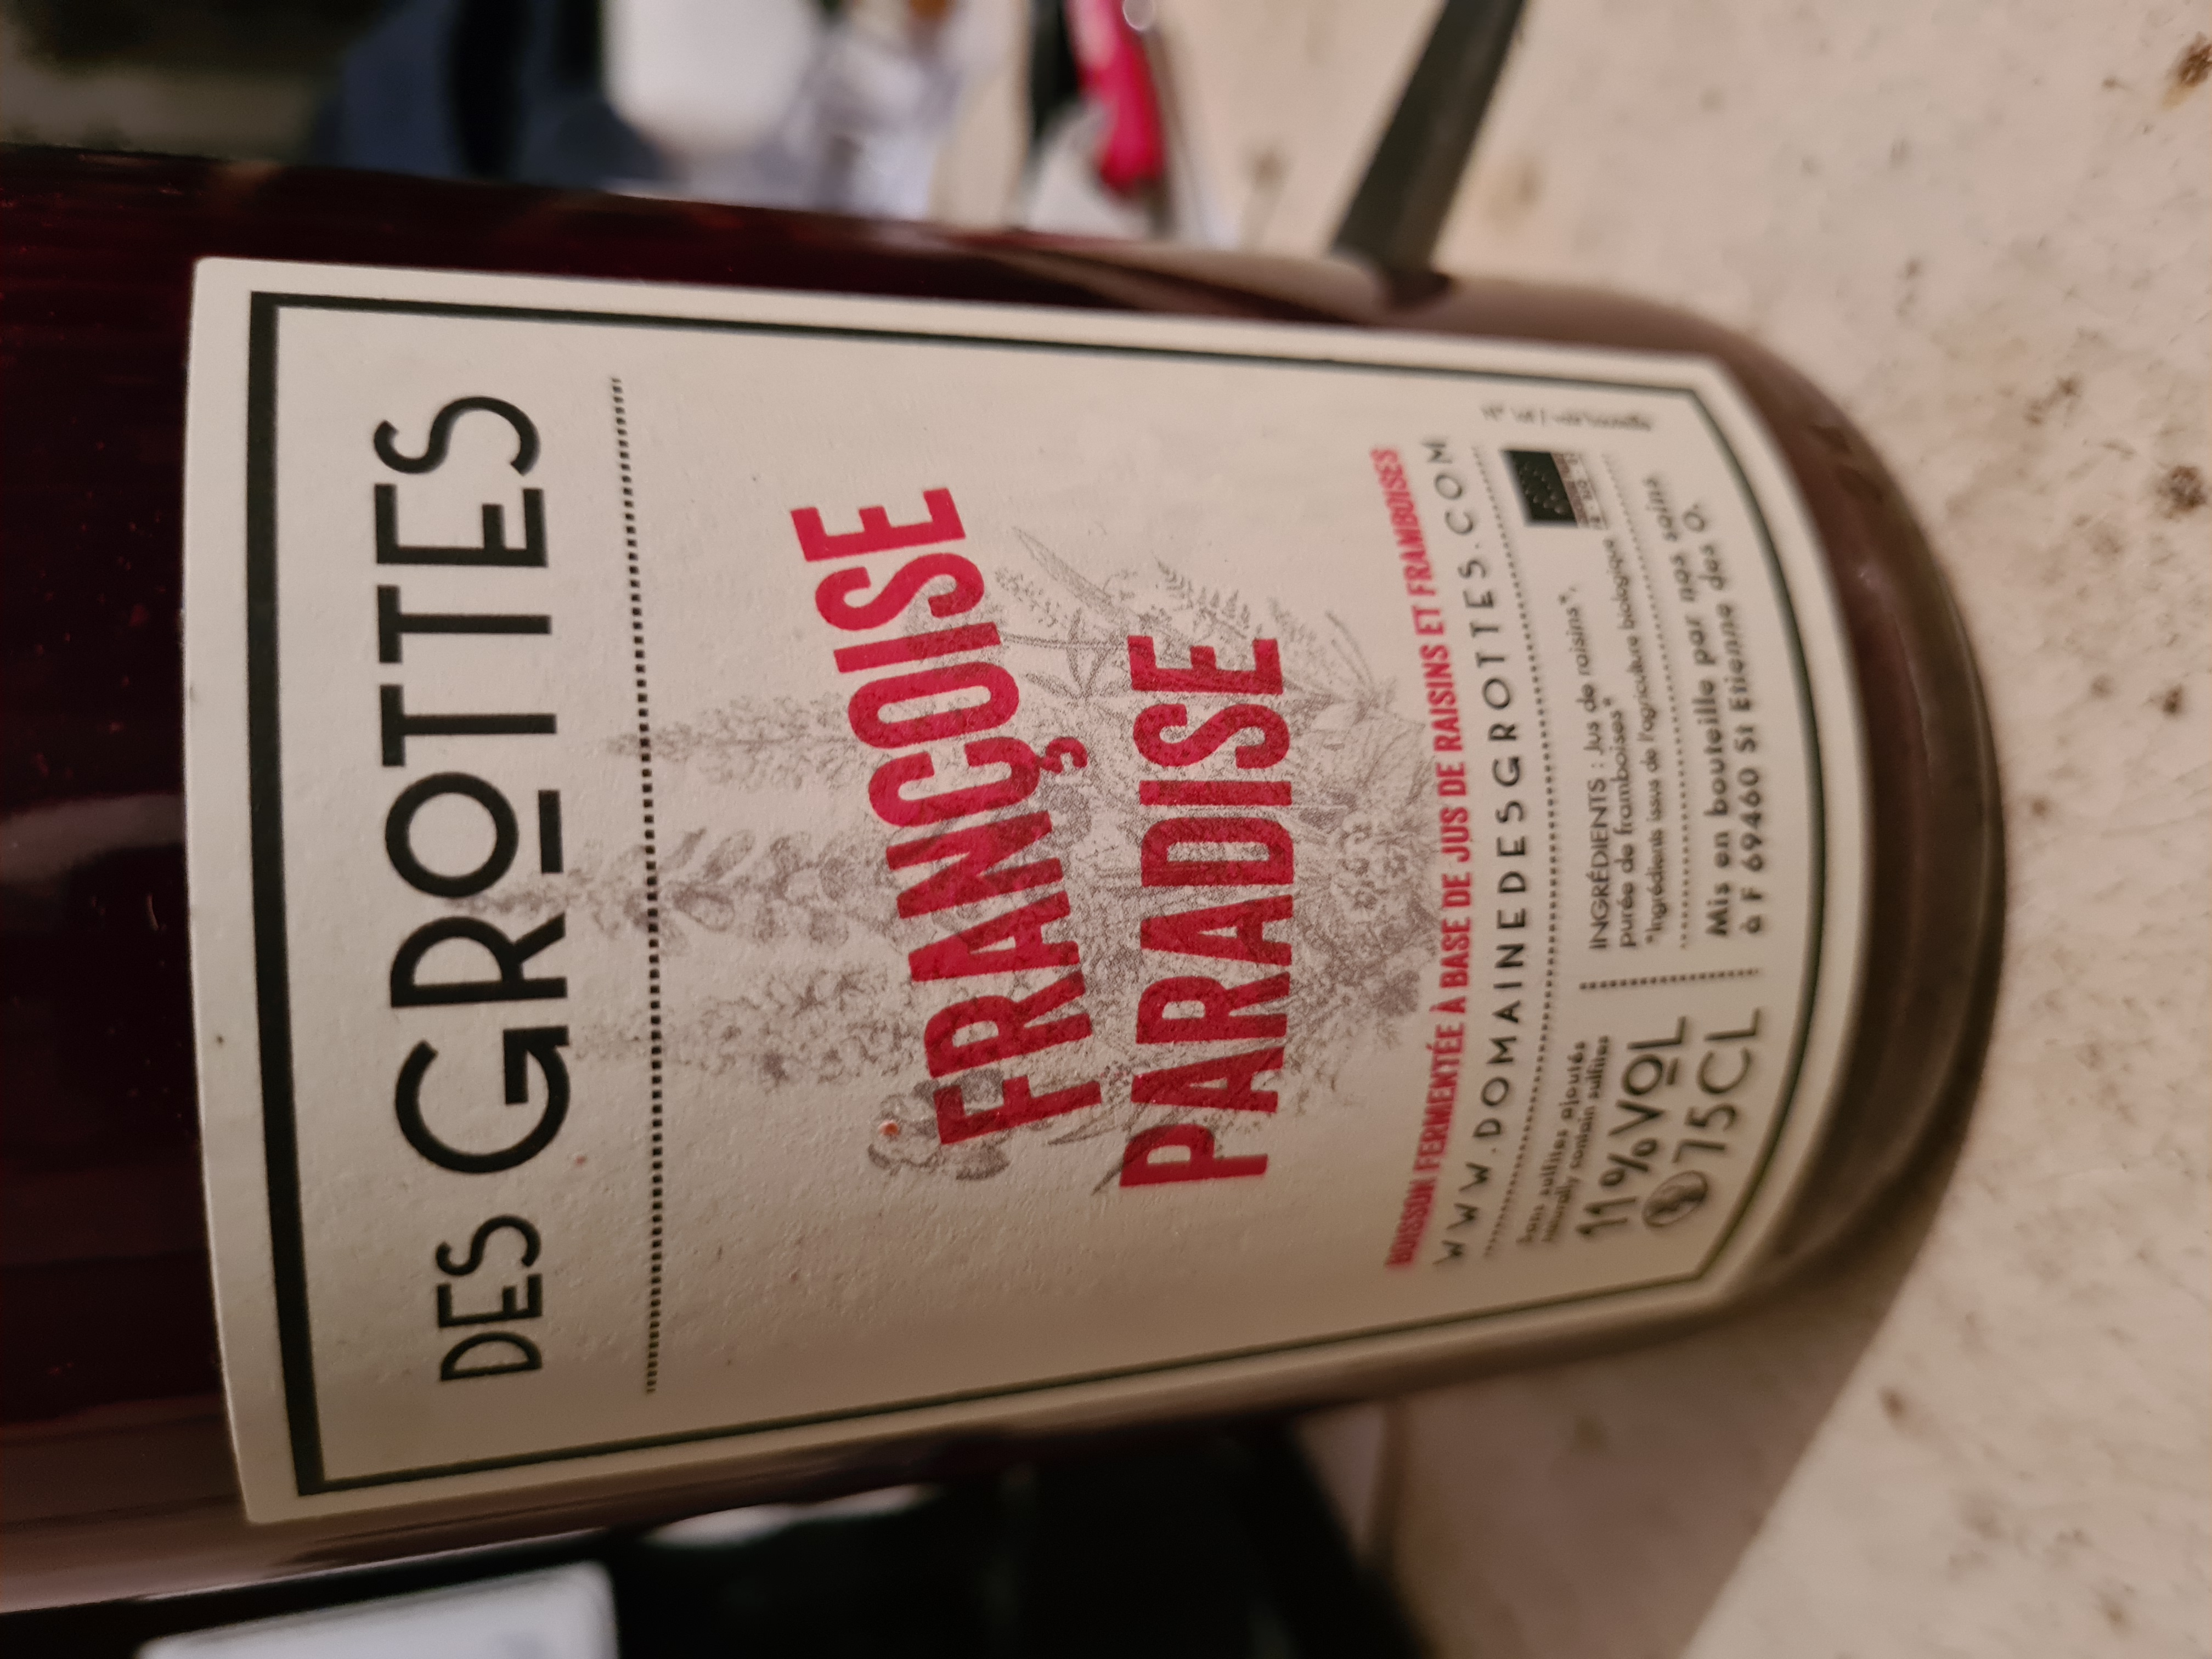 DES GROTTES
FRANÇOISE
PARADISE
BOISSON FERMENTÉE À BASE DE JUS DE RAISINS ET FRAMBOISES
WWW.DOMAINEDESGROTTES.COM
Sans sulfites ajoutés
Naturally contain sulfites
11%VOL
75CL
INGRÉDIENTS : Jus de raisins*,
purée de framboises*
*Ingrédients issus de l'agriculture biologique
Mis en bouteille par nos soins
à F 69460 St Etienne des O.